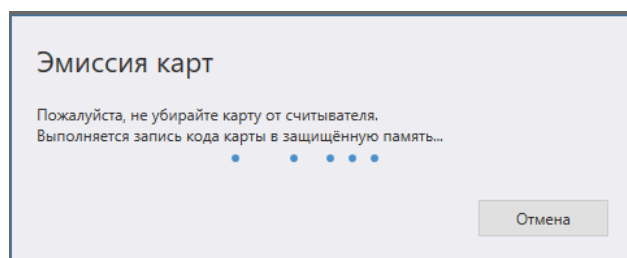 Эмиссия карт
Пожалуйста, не убирайте карту от считывателя.
Выполняется запись кода карты в защищённую память...
Отмена